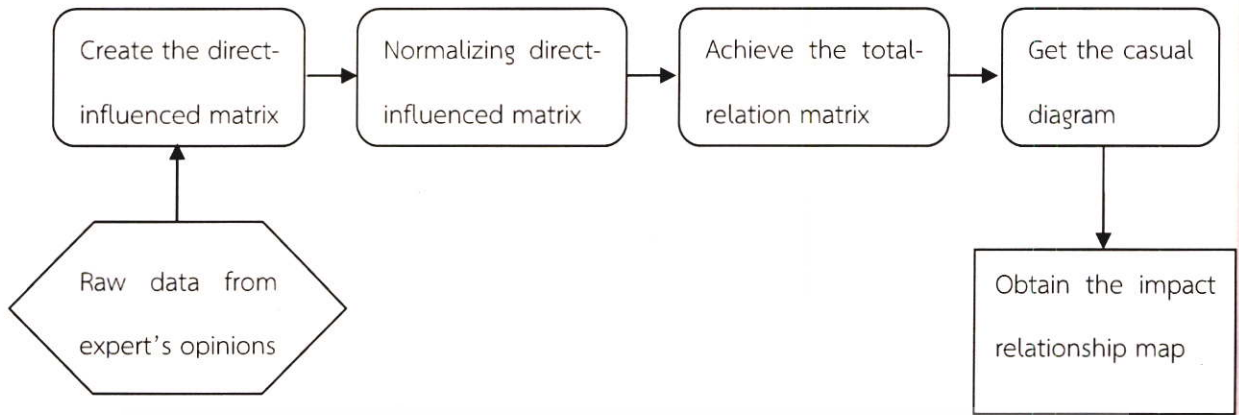 Create the direct-
influenced matrix
Normalizing direct-
influenced matrix
Achieve the total-
relation matrix
Get the casual
diagram
Raw data from
expert's opinions
Obtain the impact
relationship map